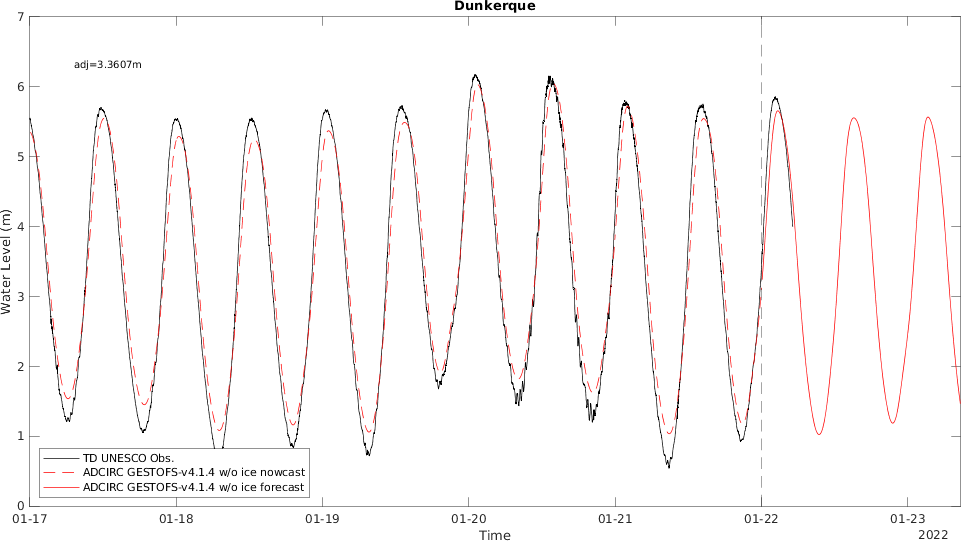 Dunkerque
adj=3.3607m
Water Level (m)
7
6
5
4
3
2
1
0
TD UNESCO Obs.
ADCIRC GESTOFS-v4.1.4 w/o ice nowcast
ADCIRC GESTOFS-v4.1.4 w/o ice forecast
01-17 01-18 01-19 01-20 01-21 01-22 01-23
Time
2022